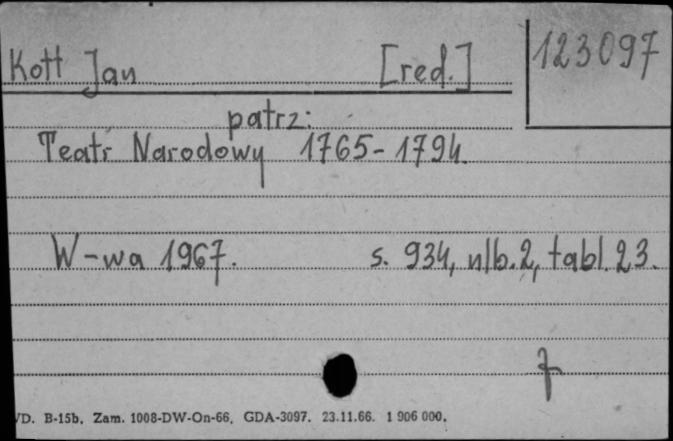 Kott Jan [red.] 123097
patrz:
Teatr Narodowy 1765-1794.
W-wa 1967. s. 934, nlb. 2, tabl. 23.
VD. B-15b. Zam. 1008-DW-On-66. GDA-3097. 23.11.66. 1 906 000.